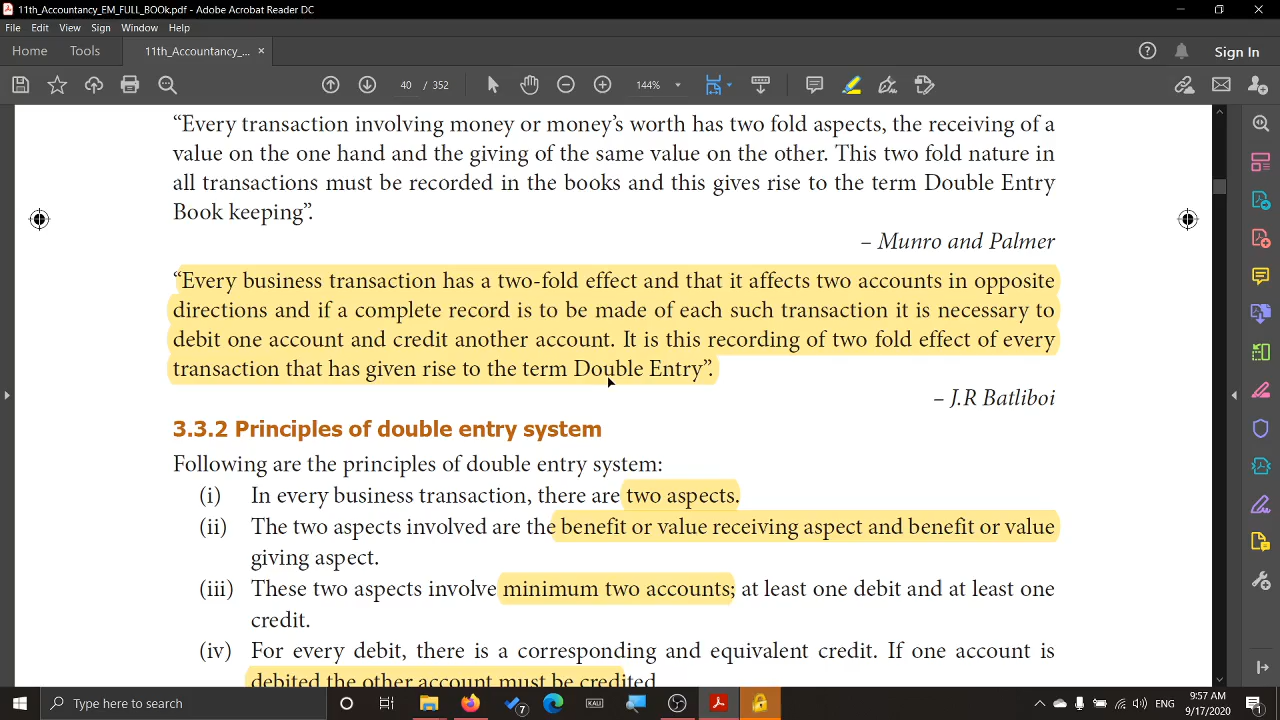 11th_Accountancy_EM_FULL_BOOk.pdf - Adobe Acrobat Reader DC
File Edit View Sign Window Help
Home Tools 11th_Accountancy_... × Sign In
40 / 352 144%
“Every transaction involving money or money’s worth has two fold aspects, the receiving of a
value on the one hand and the giving of the same value on the other. This two fold nature in
all transactions must be recorded in the books and this gives rise to the term Double Entry
Book keeping”.
– Munro and Palmer
“Every business transaction has a two-fold effect and that it affects two accounts in opposite
directions and if a complete record is to be made of each such transaction it is necessary to
debit one account and credit another account. It is this recording of two fold effect of every
transaction that has given rise to the term Double Entry”.
– J.R Batliboi
3.3.2 Principles of double entry system
Following are the principles of double entry system:
(i) In every business transaction, there are two aspects.
(ii) The two aspects involved are the benefit or value receiving aspect and benefit or value
giving aspect.
(iii) These two aspects involve minimum two accounts; at least one debit and at least one
credit.
(iv) For every debit, there is a corresponding and equivalent credit. If one account is
debited the other account must be credited.
Type here to search
7
KALI
9:57 AM
9/17/2020
1